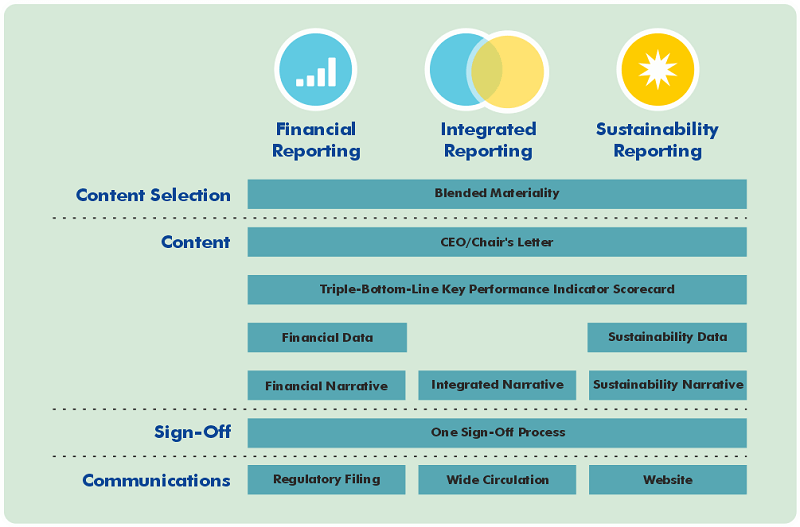 Financial
Reporting
Integrated
Reporting
Sustainability
Reporting
Content Selection
Blended Materiality
Content
CEO/Chair's Letter
Triple-Bottom-Line Key Performance Indicator Scorecard
Financial Data
Sustainability Data
Financial Narrative
Integrated Narrative
Sustainability Narrative
Sign-Off
One Sign-Off Process
Communications
Regulatory Filing
Wide Circulation
Website